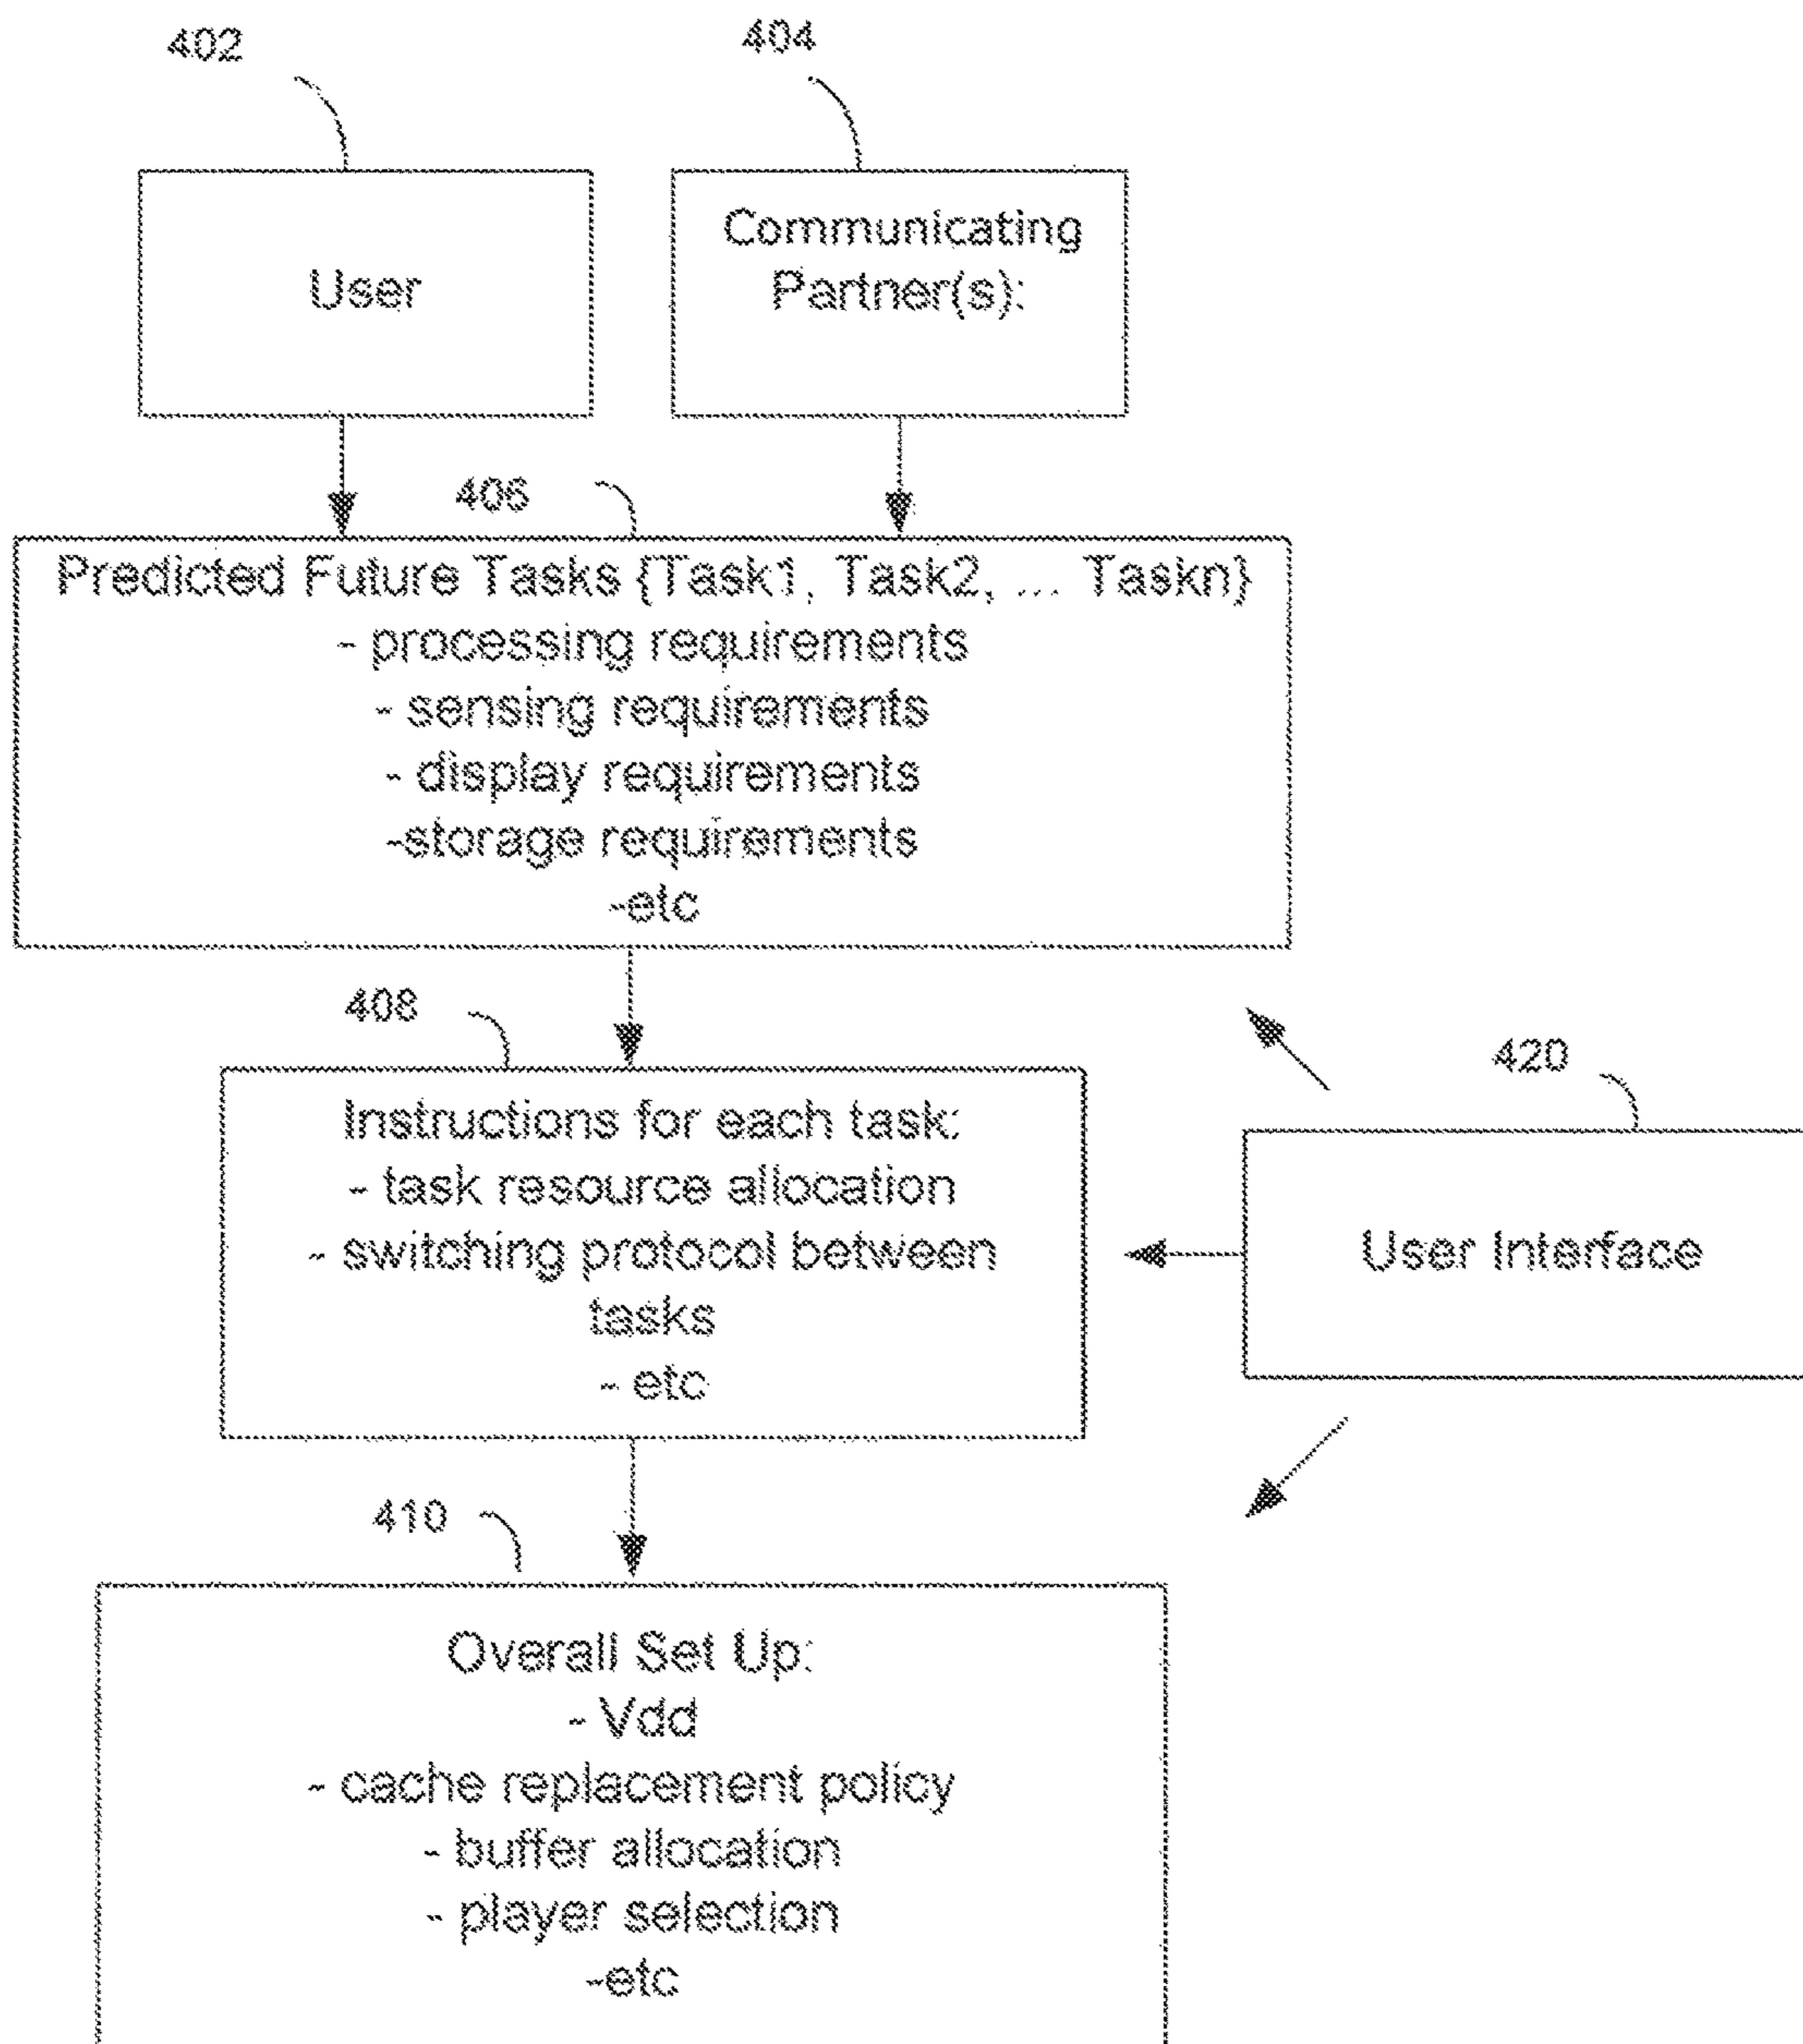 402
404
User
Communicating
Partner(s):
406
Predicted Future Tasks {Task1, Task2, ... Taskn}
- processing requirements
- sensing requirements
- display requirements
-storage requirements
-etc
408
Instructions for each task:
- task resource allocation
- switching protocol between
tasks
- etc
420
User Interface
410
Overall Set Up:
- Vdd
- cache replacement policy
- buffer allocation
- player selection
-etc